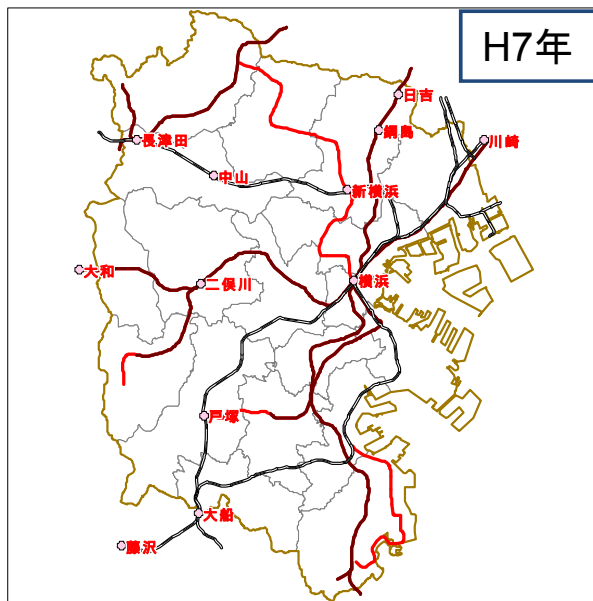 H7年
日吉
綱島
川崎
長津田
中山
新横浜
大和
二俣川
横浜
戸塚
大船
藤沢